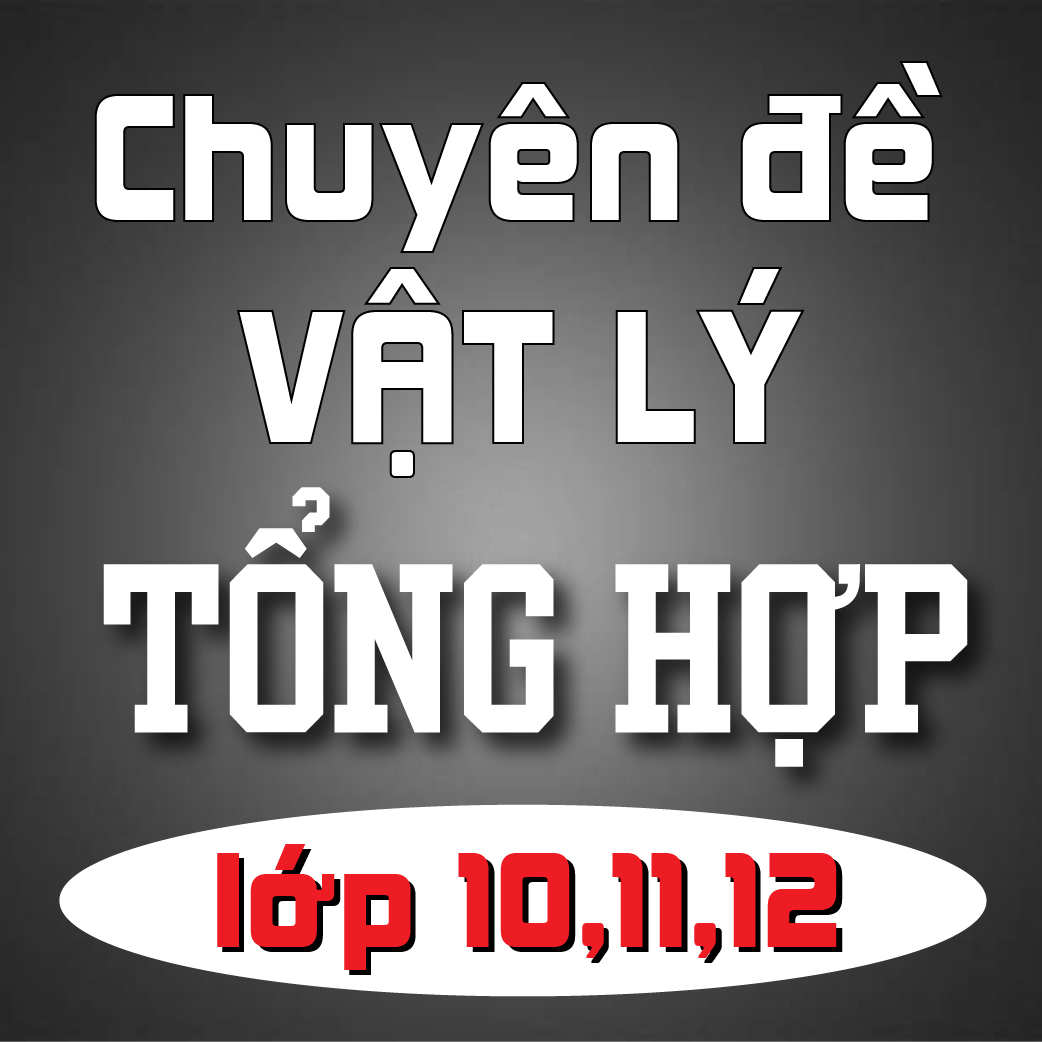 Chuyên đề
VẬT LÝ
TỔNG HỢP
lớp 10,11,12